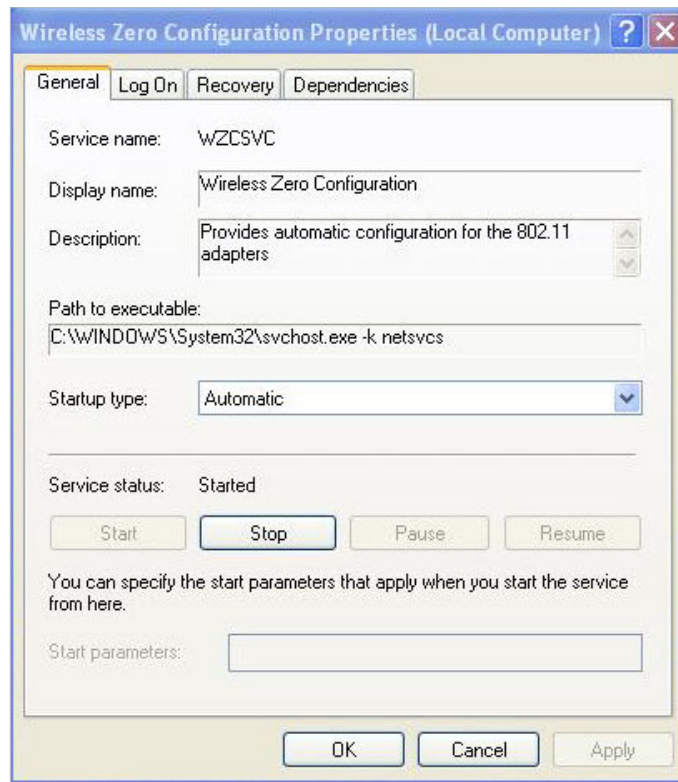 Wireless Zero Configuration Properties (Local Computer)
General Log On Recovery Dependencies
Service name: WZCSVC
Display name: Wireless Zero Configuration
Description: Provides automatic configuration for the 802.11
adapters
Path to executable:
C:\WINDOWS\System32\svchost.exe -k netsvcs
Startup type: Automatic
Service status: Started
Start Stop Pause Resume
You can specify the start parameters that apply when you start the service
from here.
Start parameters:
OK Cancel Apply